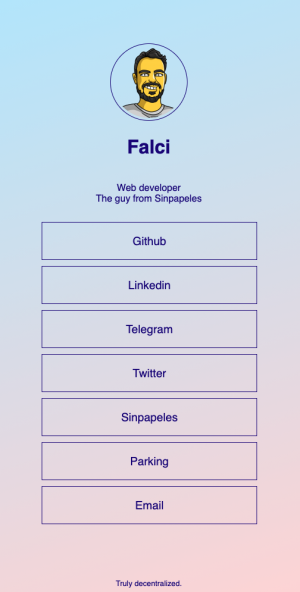 Falci
Web developer
The guy from Sinpapeles
Github
Linkedin
Telegram
Twitter
Sinpapeles
Parking
Email
Truly decentralized.